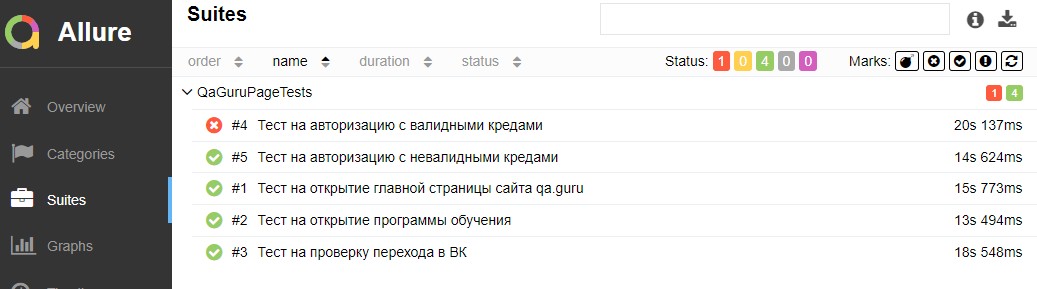 Allure
Suites
order name duration status Status: 1 0 4 0 0 Marks:
Overview
Categories
Suites
Graphs
QaGuruPageTests 1 4
#4 Тест на авторизацию с валидными кредами 20s 137ms
#5 Тест на авторизацию с невалидными кредами 14s 624ms
#1 Тест на открытие главной страницы сайта qa.guru 15s 773ms
#2 Тест на открытие программы обучения 13s 494ms
#3 Тест на проверку перехода в ВК 18s 548ms